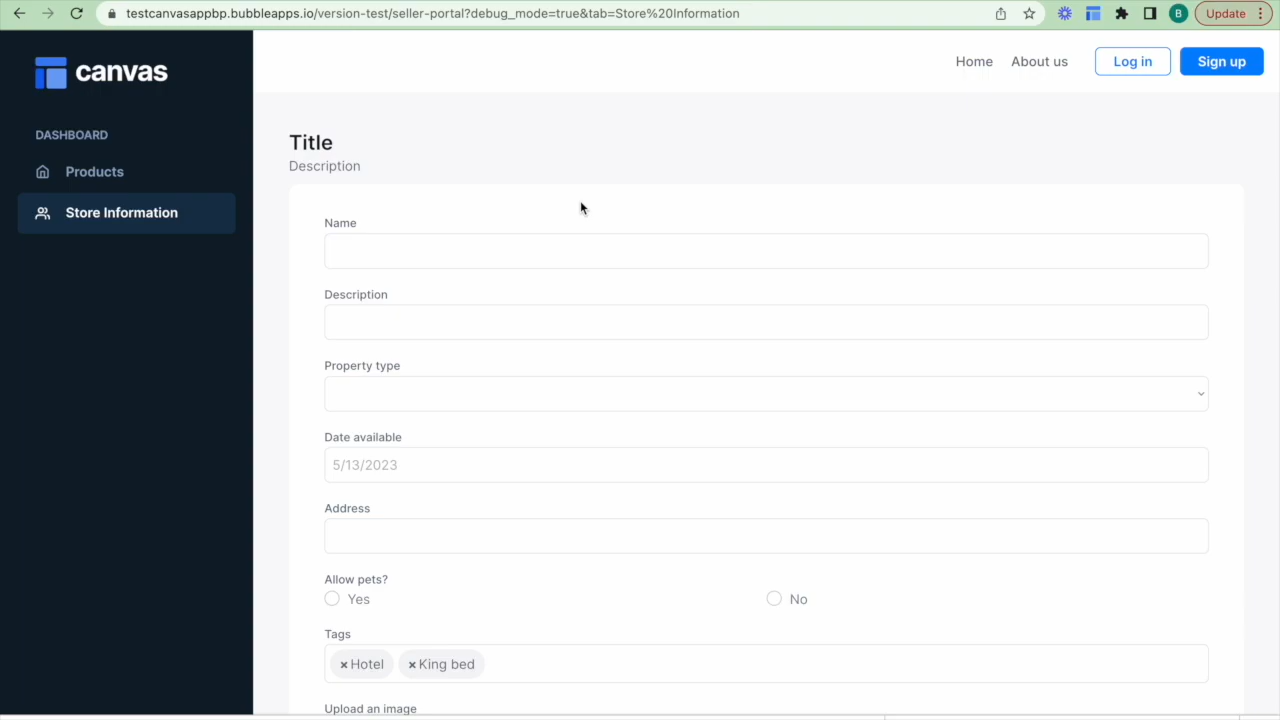 testcanvasappbp.bubbleapps.io/version-test/seller-portal?debug_mode=true&tab=Store%20Information
B
Update
canvas
Home
About us
Log in
Sign up
DASHBOARD
Products
Store Information
Title
Description
Name
Description
Property type
Date available
5/13/2023
Address
Allow pets?
Yes
No
Tags
× Hotel
× King bed
Upload an image